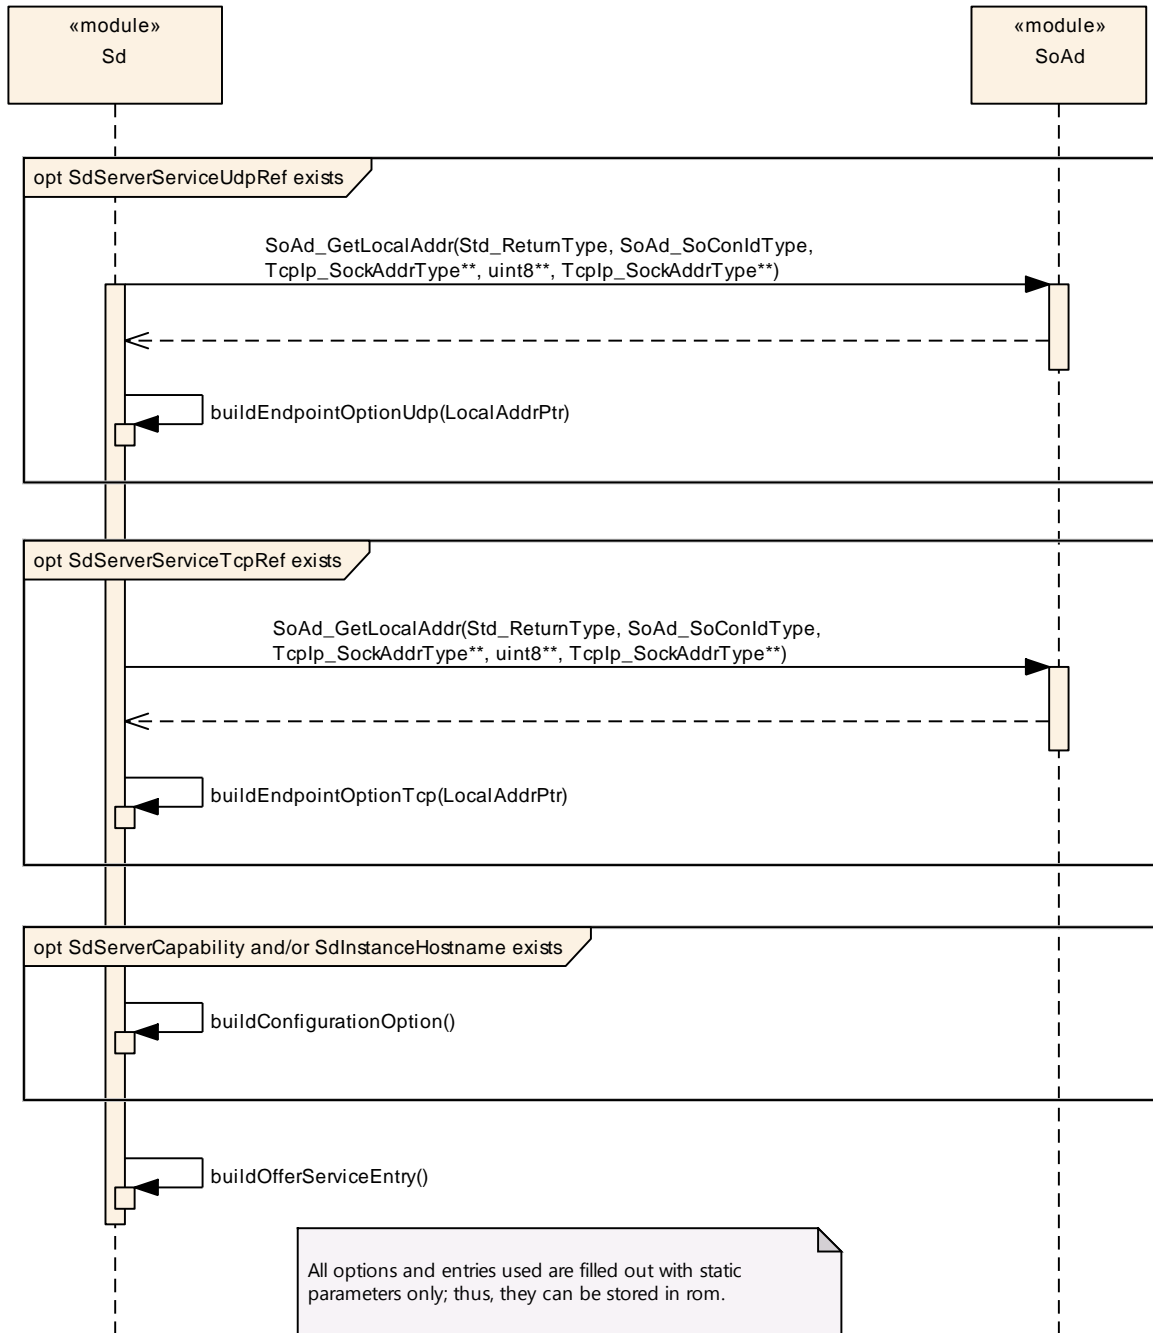 «module»
Sd
«module»
SoAd
opt SdServerServiceUdpRef exists
SoAd_GetLocalAddr(Std_ReturnType, SoAd_SoConIdType,
TcpIp_SockAddrType**, uint8**, TcpIp_SockAddrType**)
buildEndpointOptionUdp(LocalAddrPtr)
opt SdServerServiceTcpRef exists
SoAd_GetLocalAddr(Std_ReturnType, SoAd_SoConIdType,
TcpIp_SockAddrType**, uint8**, TcpIp_SockAddrType**)
buildEndpointOptionTcp(LocalAddrPtr)
opt SdServerCapability and/or SdInstanceHostname exists
buildConfigurationOption()
buildOfferServiceEntry()
All options and entries used are filled out with static
parameters only; thus, they can be stored in rom.